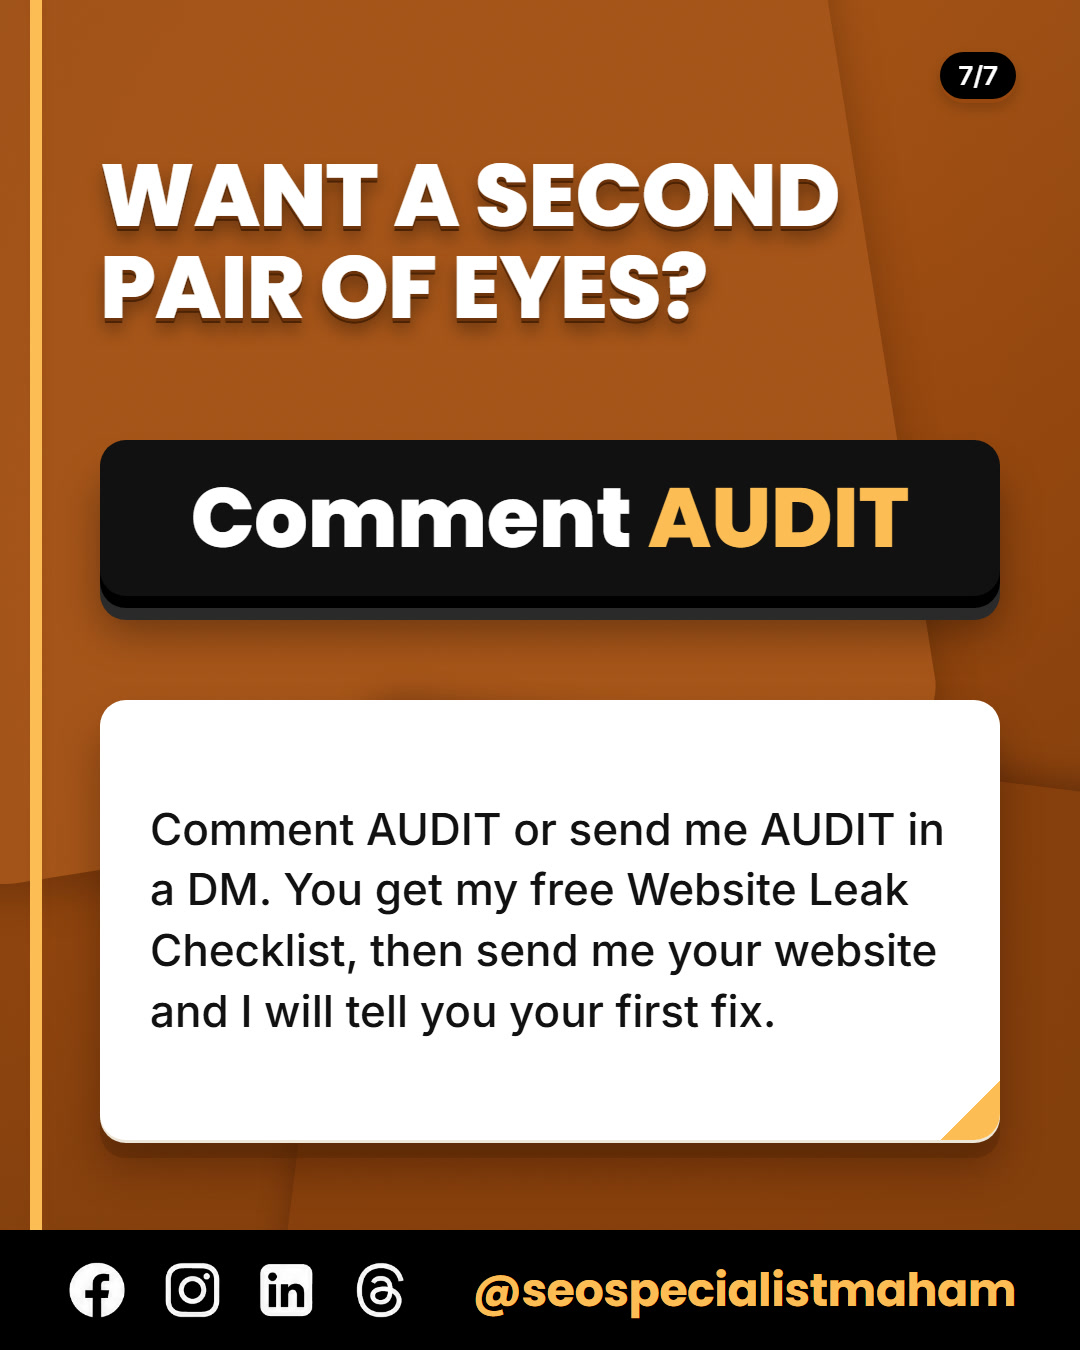 7/7
WANT A SECOND
PAIR OF EYES?
Comment AUDIT
Comment AUDIT or send me AUDIT in
a DM. You get my free Website Leak
Checklist, then send me your website
and I will tell you your first fix.
@seospecialistmaham